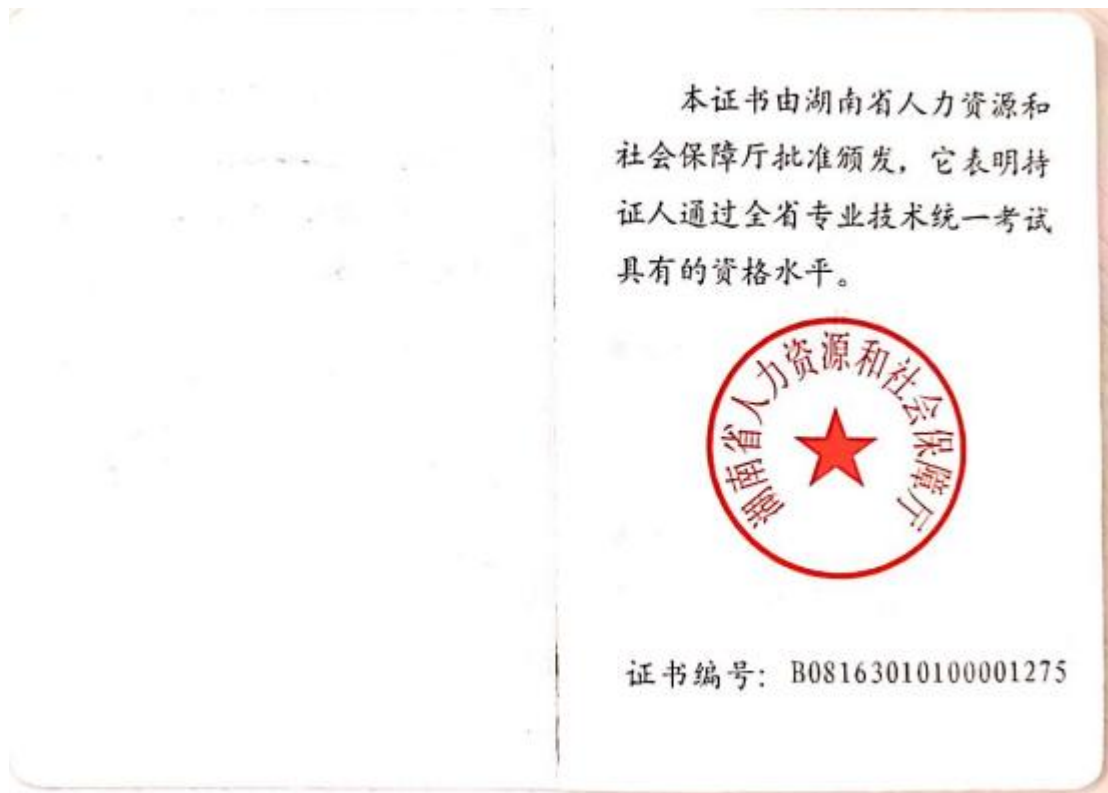 本证书由湖南省人力资源和
社会保障厅批准颁发，它表明持
证人通过全省专业技术统一考试
具有的资格水平。
湖南省人力资源和社会保障厅
证书编号：B08163010100001275